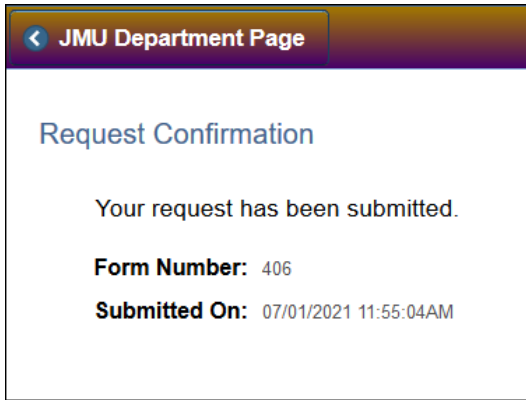 JMU Department Page
Request Confirmation
Your request has been submitted.
Form Number: 406
Submitted On: 07/01/2021 11:55:04AM